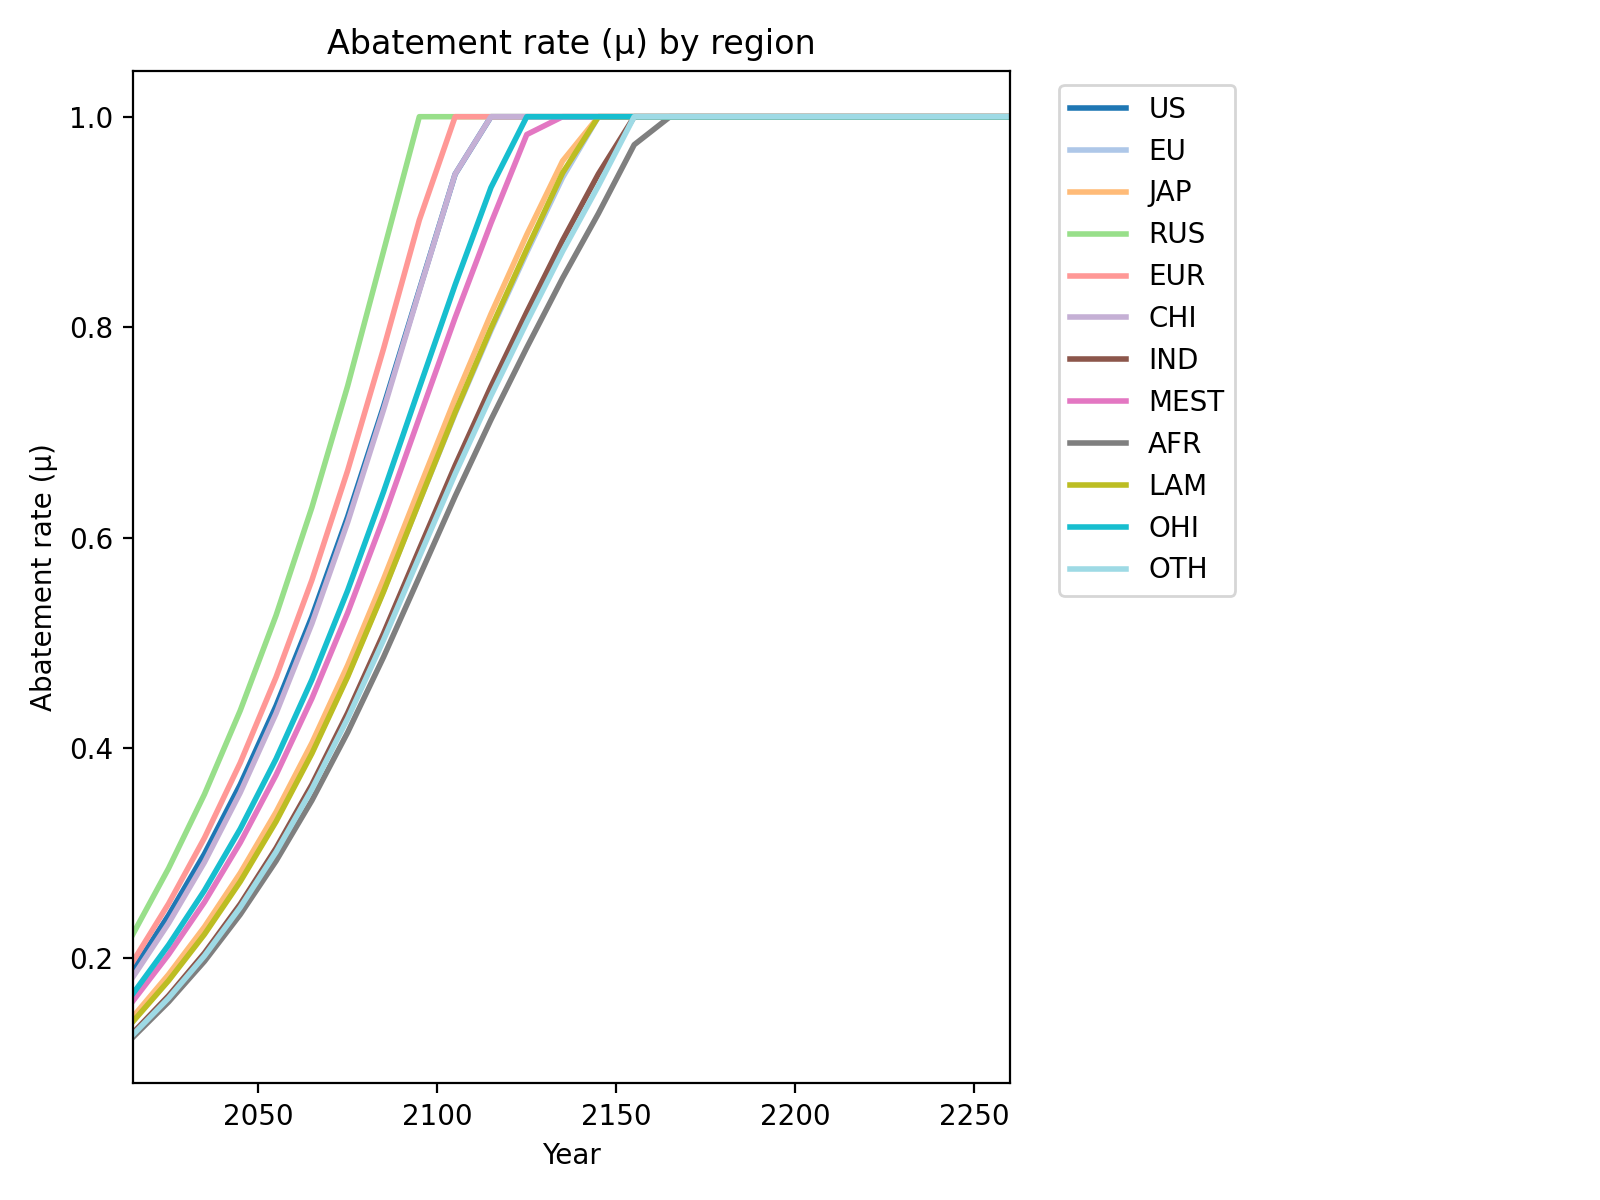 Abatement rate (μ) by region
Abatement rate (μ)
1.0
0.8
0.6
0.4
0.2
2050 2100 2150 2200 2250
Year
US
EU
JAP
RUS
EUR
CHI
IND
MEST
AFR
LAM
OHI
OTH